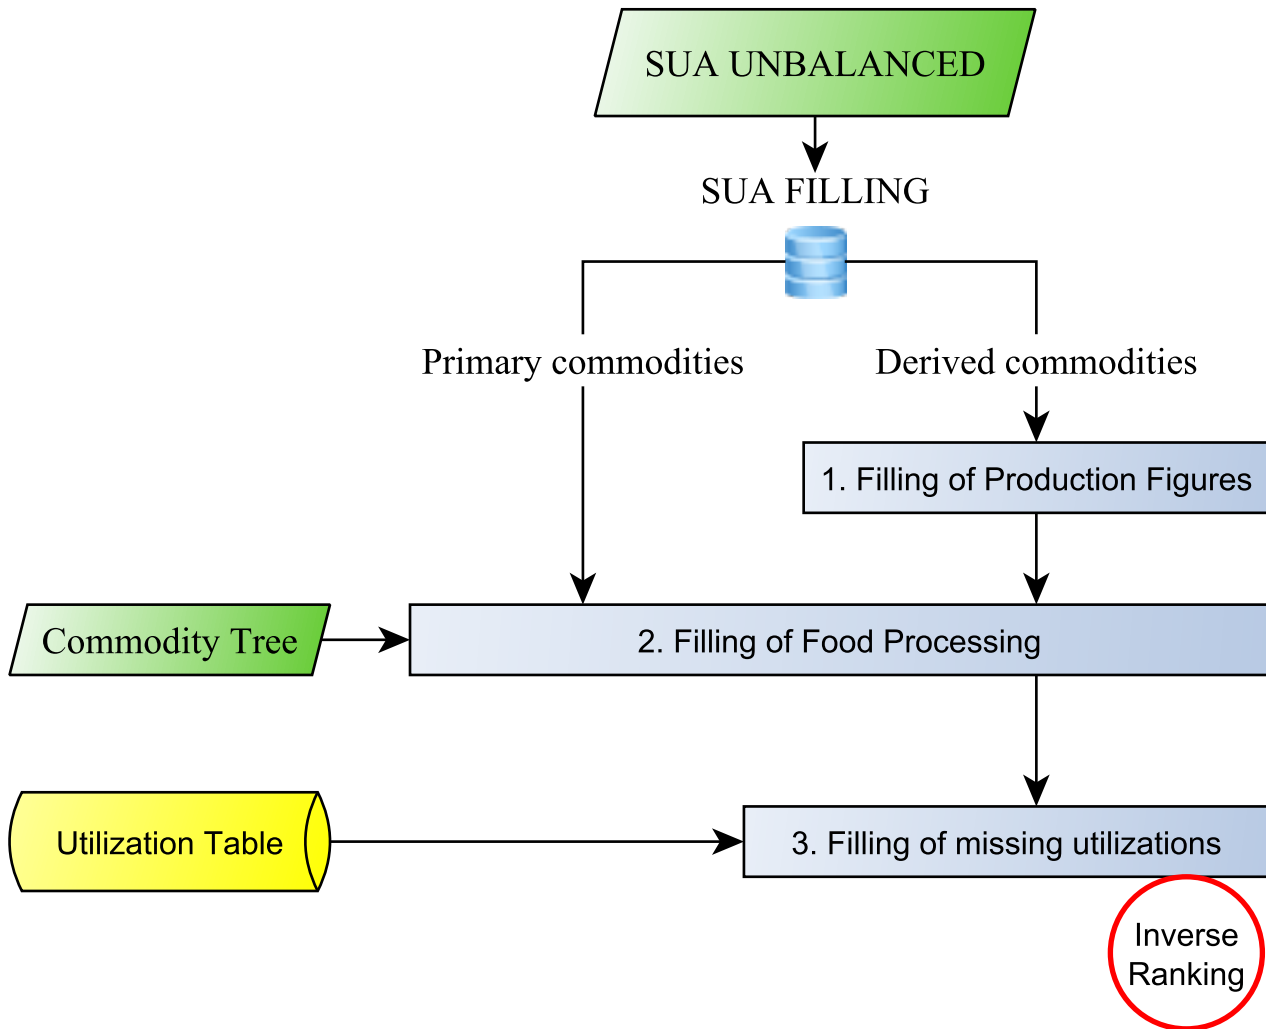 SUA UNBALANCED
SUA FILLING
Primary commodities
Derived commodities
1. Filling of Production Figures
Commodity Tree
2. Filling of Food Processing
Utilization Table
3. Filling of missing utilizations
Inverse
Ranking